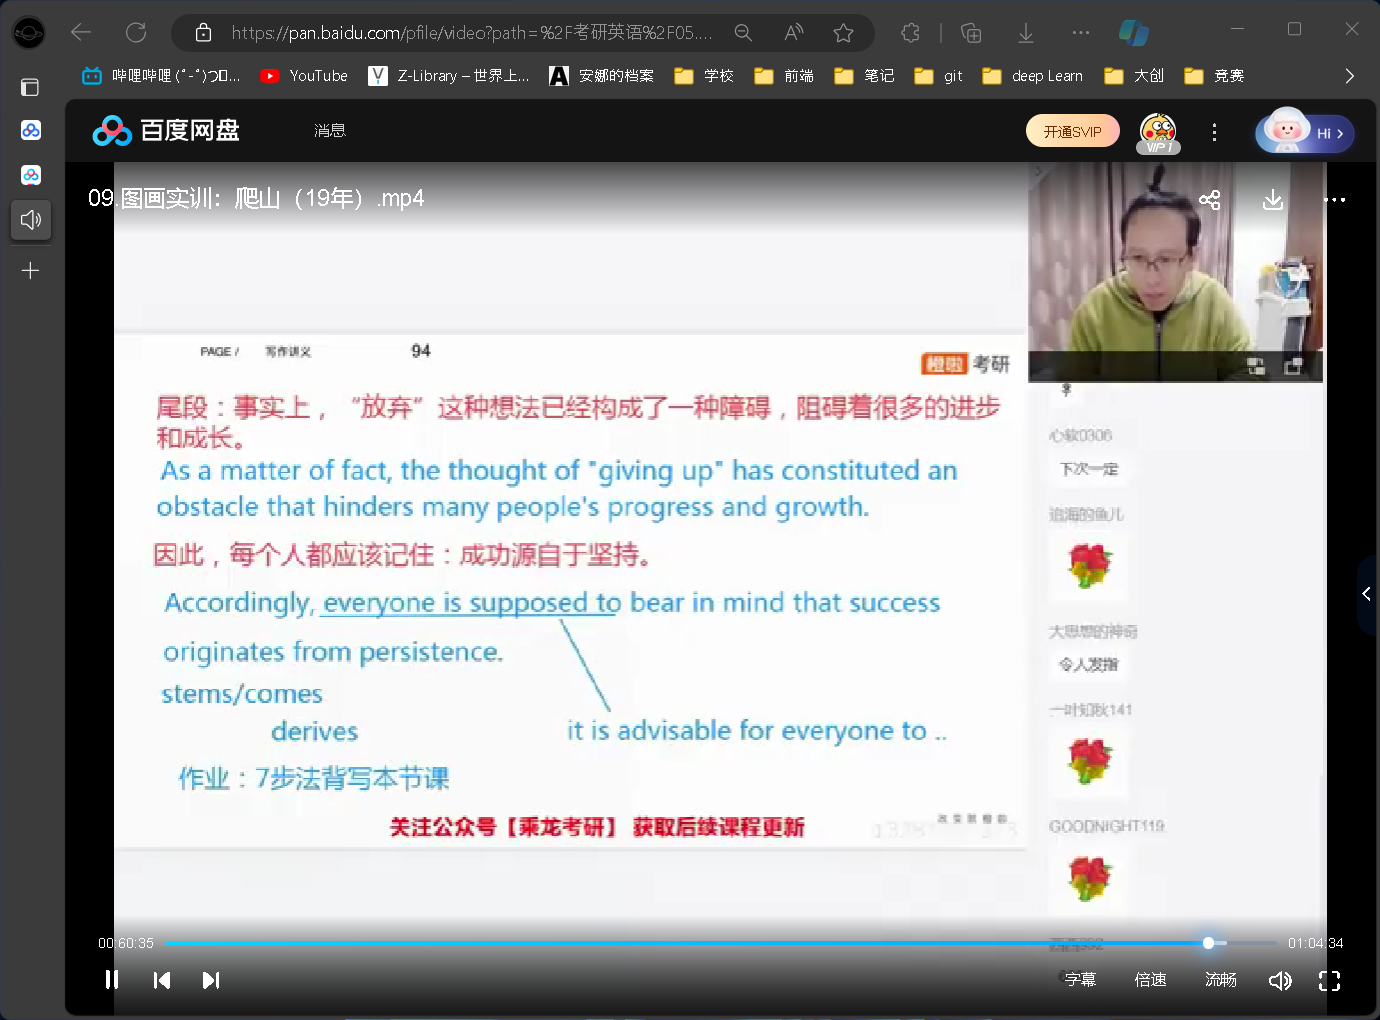 https://pan.baidu.com/pfile/video?path=%2F考研英语%2F05....
哔哩哔哩 (゜-゜)つ...
YouTube
Z-Library – 世界上...
安娜的档案
学校
前端
笔记
git
deep Learn
大创
竞赛
百度网盘
消息
开通SVIP
VIP 1
Hi
09.图画实训：爬山（19年）.mp4
PAGE / 写作讲义 94
橙啦 考研
尾段：事实上，“放弃”这种想法已经构成了一种障碍，阻碍着很多的进步
和成长。
As a matter of fact, the thought of "giving up" has constituted an
obstacle that hinders many people's progress and growth.
因此，每个人都应该记住：成功源自于坚持。
Accordingly, everyone is supposed to bear in mind that success
originates from persistence.
stems/comes
derives
it is advisable for everyone to ..
作业：7步法背写本节课
关注公众号【乘龙考研】 获取后续课程更新
心软0306
下次一定
追海的鱼儿
大思想的神奇
令人发指
一叶知秋141
GOODNIGHT119
00:60:35
01:04:34
字幕
倍速
流畅